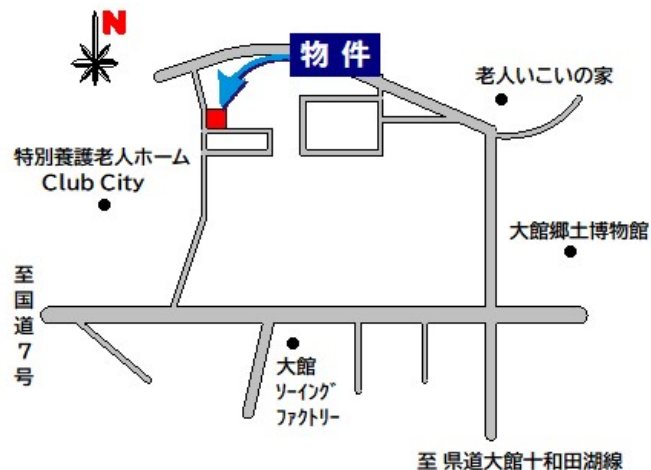 N
物件
老人いこいの家
特別養護老人ホーム
Club City
大館郷土博物館
至国道7号
大館
ｿｰｲﾝｸﾞ
ﾌｧｸﾄﾘｰ
至 県道大館十和田湖線